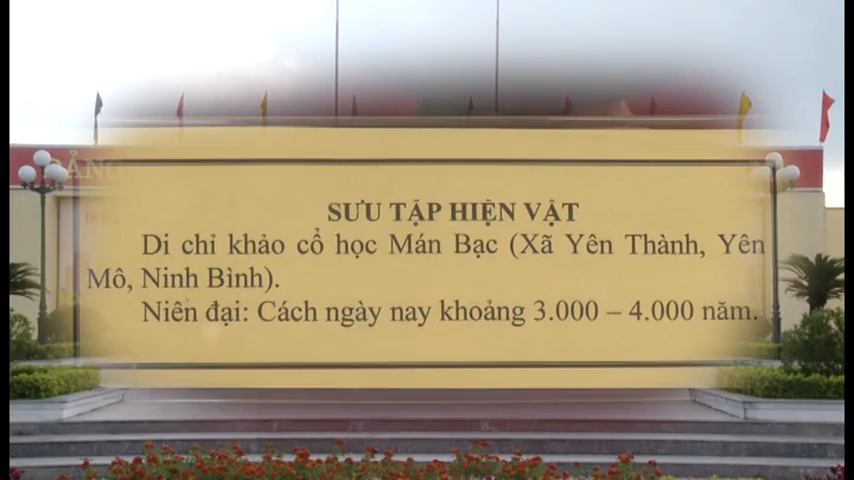 ĐẢNG
SƯU TẬP HIỆN VẬT
Di chỉ khảo cổ học Mán Bạc (Xã Yên Thành, Yên
Mô, Ninh Bình).
Niên đại: Cách ngày nay khoảng 3.000 – 4.000 năm.